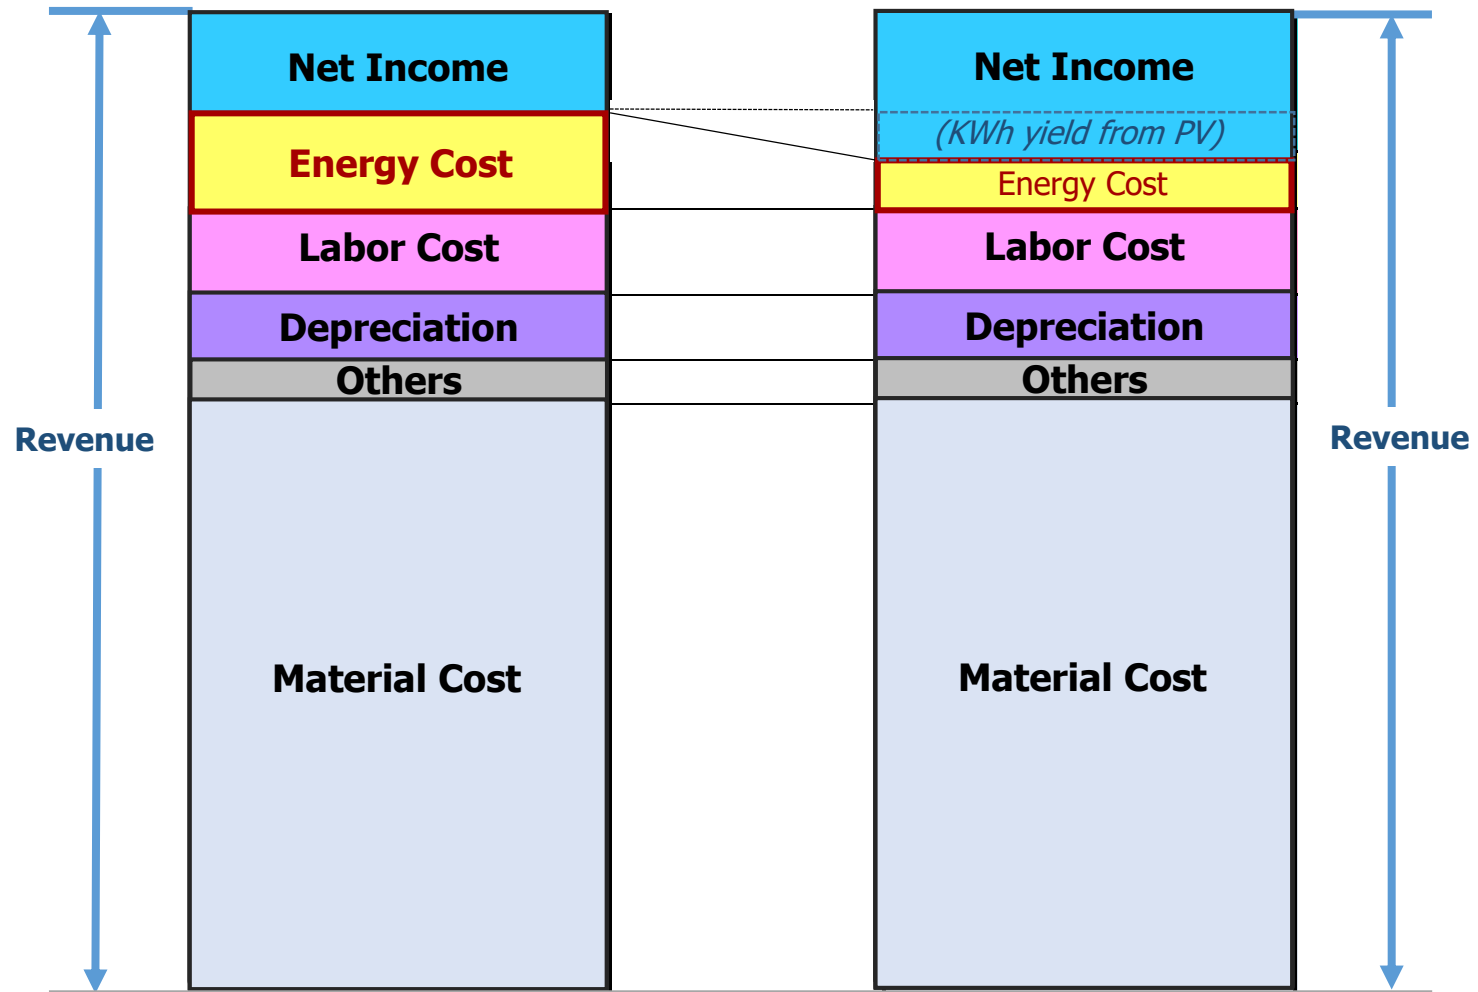 Net Income
Energy Cost
Labor Cost
Depreciation
Others
Material Cost
Revenue
Net Income
(KWh yield from PV)
Energy Cost
Labor Cost
Depreciation
Others
Material Cost
Revenue